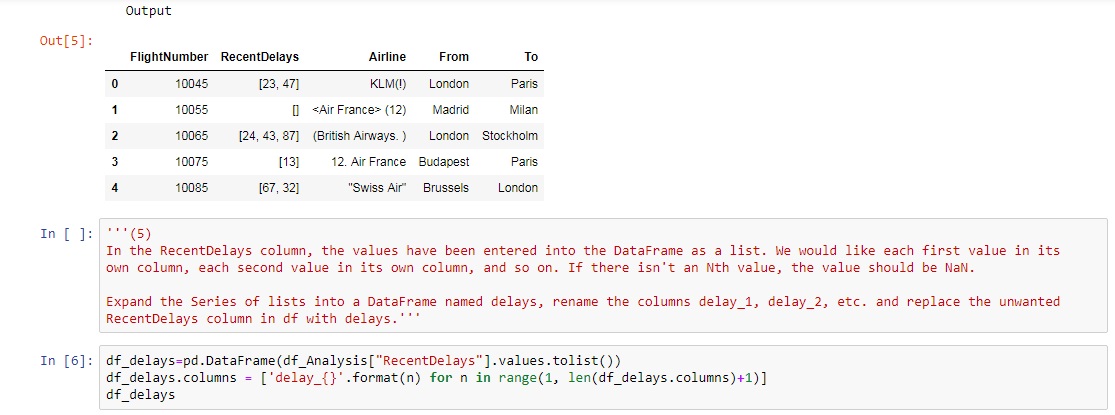 Output
Out[5]:
FlightNumber RecentDelays Airline From To
0 10045 [23, 47] KLM(!) London Paris
1 10055 [] <Air France> (12) Madrid Milan
2 10065 [24, 43, 87] (British Airways. ) London Stockholm
3 10075 [13] 12. Air France Budapest Paris
4 10085 [67, 32] "Swiss Air" Brussels London
In [ ]: '''(5)
In the RecentDelays column, the values have been entered into the DataFrame as a list. We would like each first value in its
own column, each second value in its own column, and so on. If there isn't an Nth value, the value should be NaN.
Expand the Series of lists into a DataFrame named delays, rename the columns delay_1, delay_2, etc. and replace the unwanted
RecentDelays column in df with delays.'''
In [6]: df_delays=pd.DataFrame(df_Analysis["RecentDelays"].values.tolist())
df_delays.columns = ['delay_{}'.format(n) for n in range(1, len(df_delays.columns)+1)]
df_delays